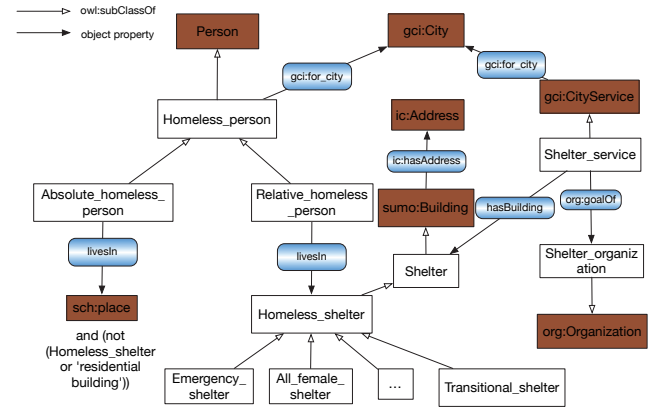 owl:subClassOf
object property
Person
gci:City
gci:for_city
gci:for_city
gci:CityService
Homeless_person
ic:Address
ic:hasAddress
Shelter_service
Absolute_homeless_
person
Relative_homeless
_person
sumo:Building
hasBuilding
org:goalOf
livesIn
livesIn
Shelter
Shelter_organiz
ation
sch:place
Homeless_shelter
org:Organization
and (not
(Homeless_shelter
or 'residential
building'))
Emergency_
shelter
All_female_
shelter
...
Transitional_shelter